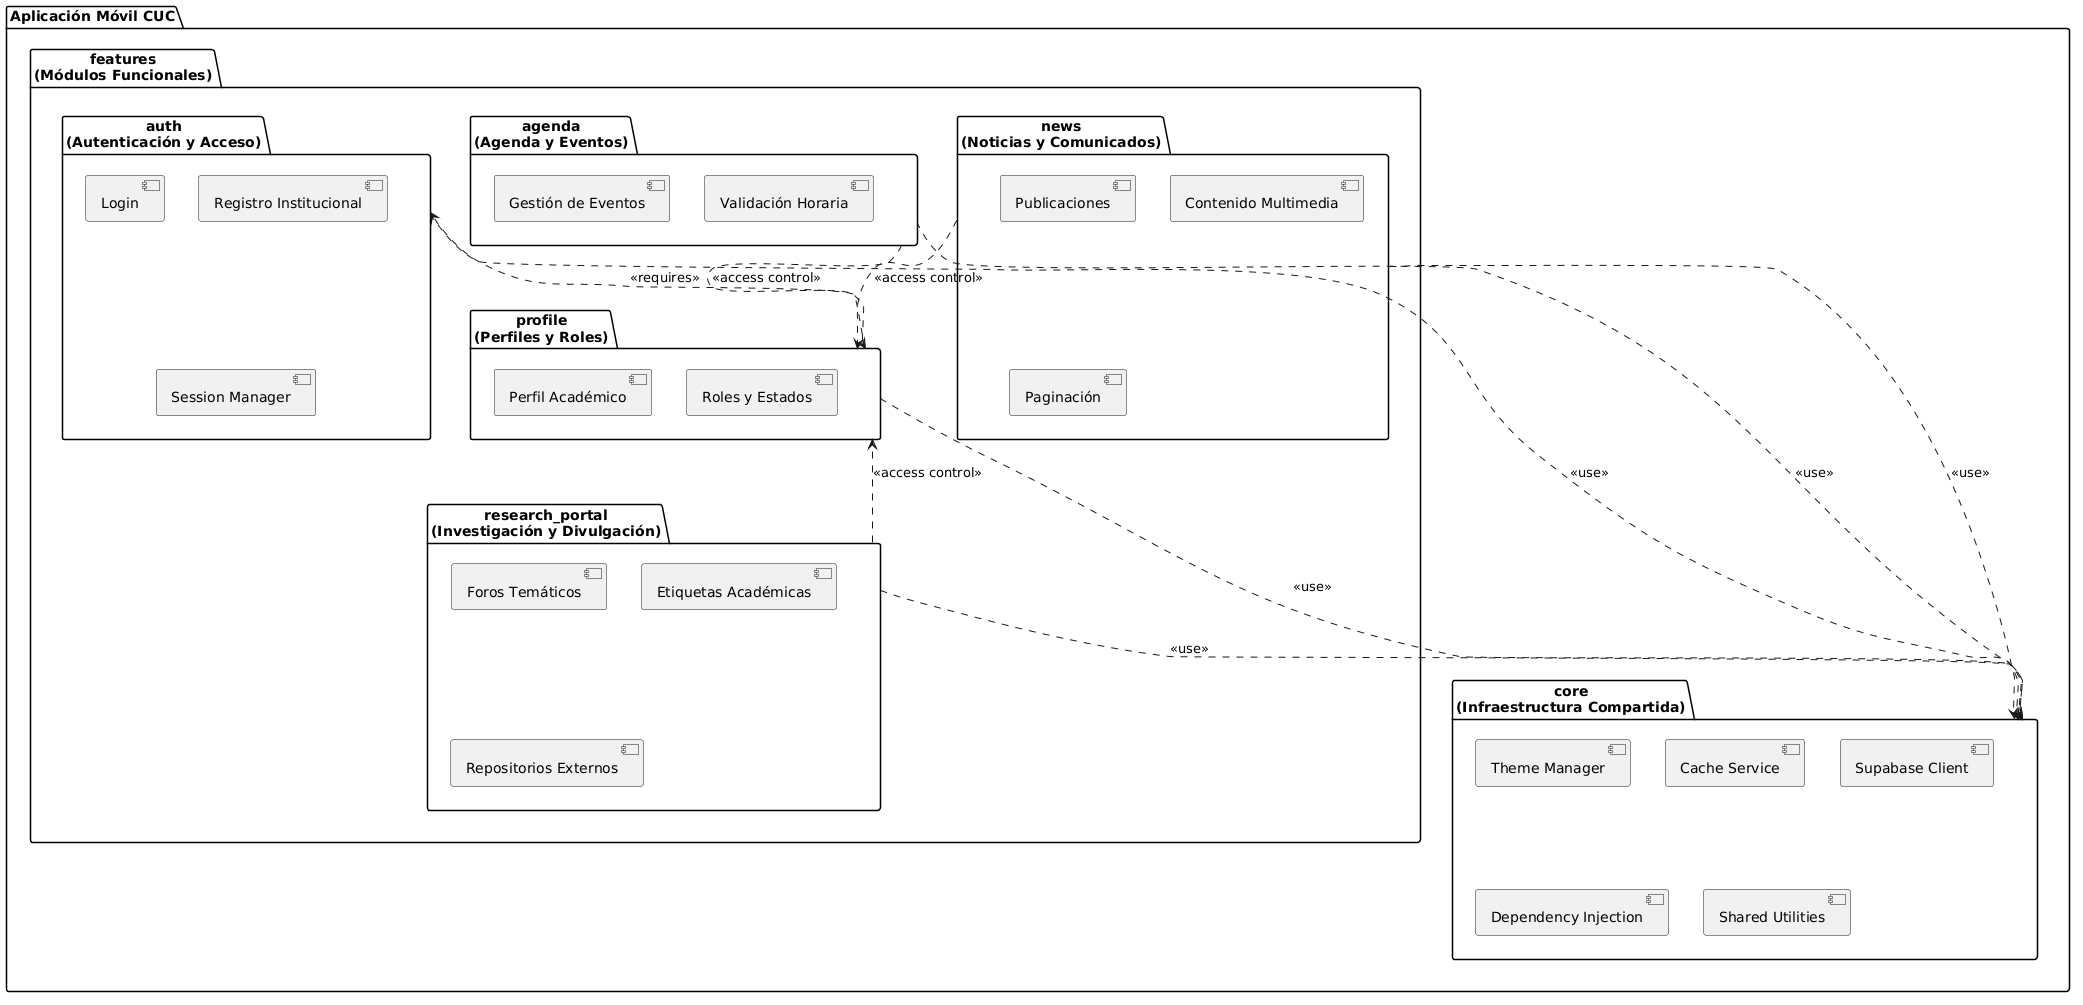 Aplicación Móvil CUC
features
(Módulos Funcionales)
auth
(Autenticación y Acceso)
agenda
(Agenda y Eventos)
news
(Noticias y Comunicados)
Login
Registro Institucional
Gestión de Eventos
Validación Horaria
Publicaciones
Contenido Multimedia
«requires»
«access control»
«access control»
profile
(Perfiles y Roles)
Session Manager
Perfil Académico
Roles y Estados
Paginación
«access control»
«use»
«use»
«use»
research_portal
(Investigación y Divulgación)
Foros Temáticos
Etiquetas Académicas
«use»
«use»
Repositorios Externos
core
(Infraestructura Compartida)
Theme Manager
Cache Service
Supabase Client
Dependency Injection
Shared Utilities